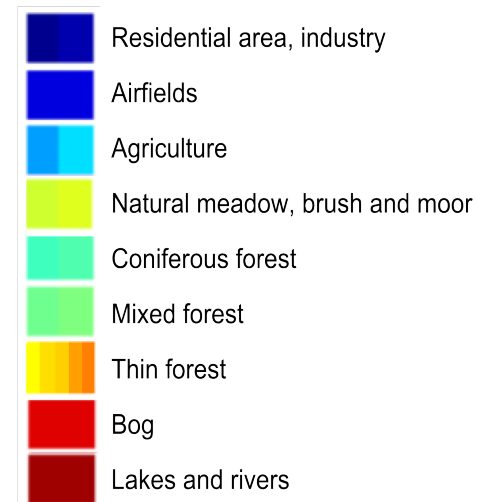 Residential area, industry
Airfields
Agriculture
Natural meadow, brush and moor
Coniferous forest
Mixed forest
Thin forest
Bog
Lakes and rivers